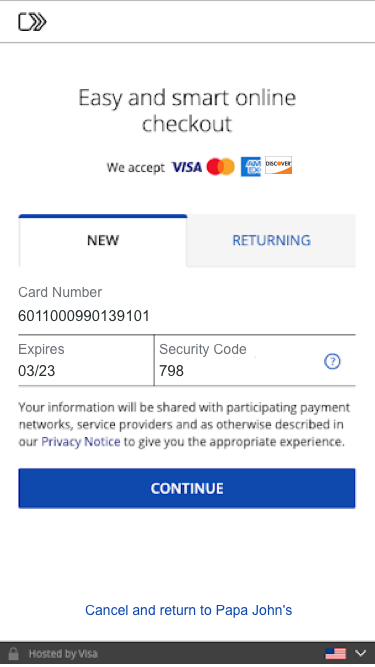 Easy and smart online
checkout
We accept VISA AMEX DISCOVER
NEW RETURNING
Card Number
6011000990139101
Expires Security Code
03/23 798 ?
Your information will be shared with participating payment
networks, service providers and as otherwise described in
our Privacy Notice to give you the appropriate experience.
CONTINUE
Cancel and return to Papa John's
Hosted by Visa